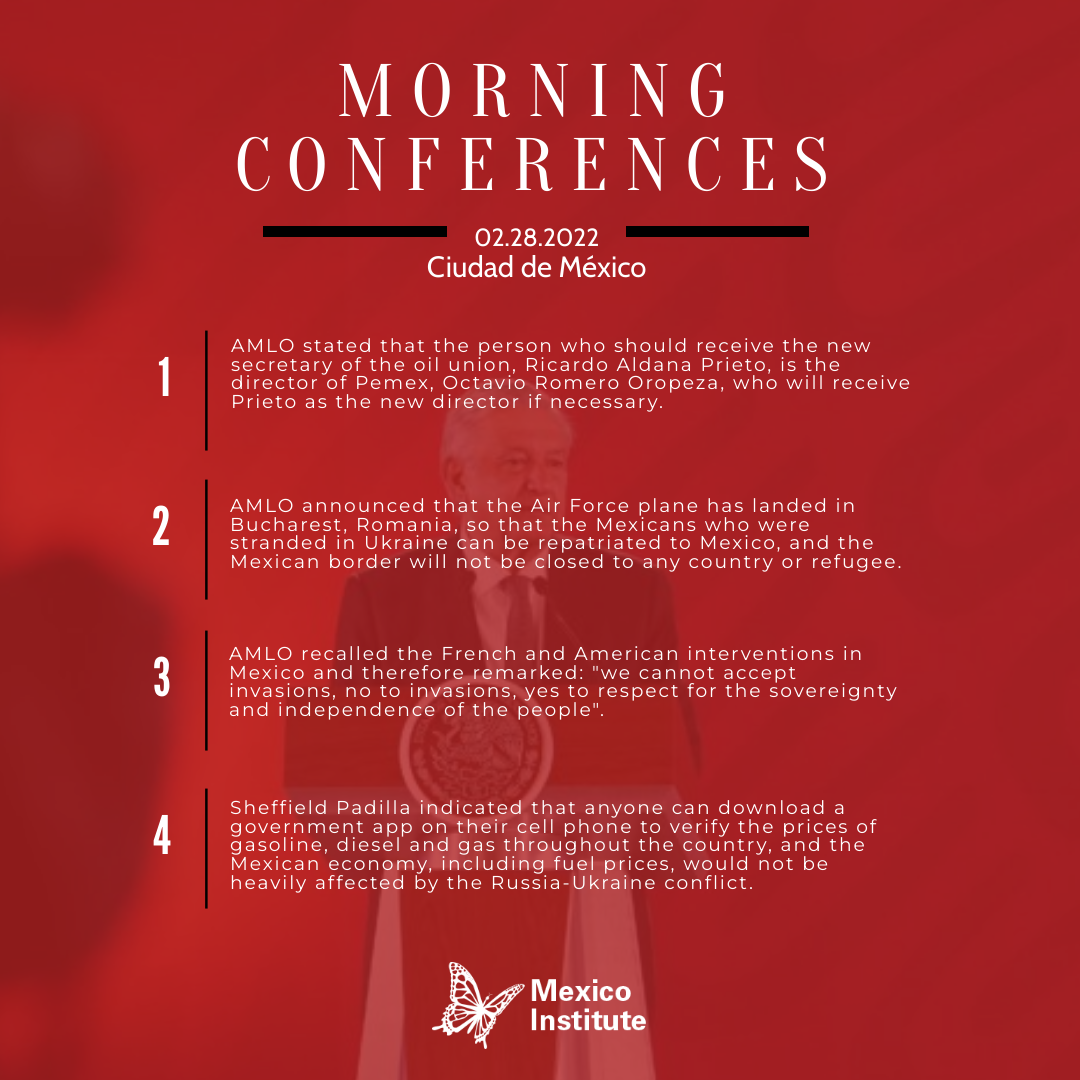 MORNING
CONFERENCES
02.28.2022
Ciudad de México
1
AMLO stated that the person who should receive the new
secretary of the oil union, Ricardo Aldana Prieto, is the
director of Pemex, Octavio Romero Oropeza, who will receive
Prieto as the new director if necessary.
2
AMLO announced that the Air Force plane has landed in
Bucharest, Romania, so that the Mexicans who were
stranded in Ukraine can be repatriated to Mexico, and the
Mexican border will not be closed to any country or refugee.
3
AMLO recalled the French and American interventions in
Mexico and therefore remarked: "we cannot accept
invasions, no to invasions, yes to respect for the sovereignty
and independence of the people".
4
Sheffield Padilla indicated that anyone can download a
government app on their cell phone to verify the prices of
gasoline, diesel and gas throughout the country, and the
Mexican economy, including fuel prices, would not be
heavily affected by the Russia-Ukraine conflict.
Mexico
Institute